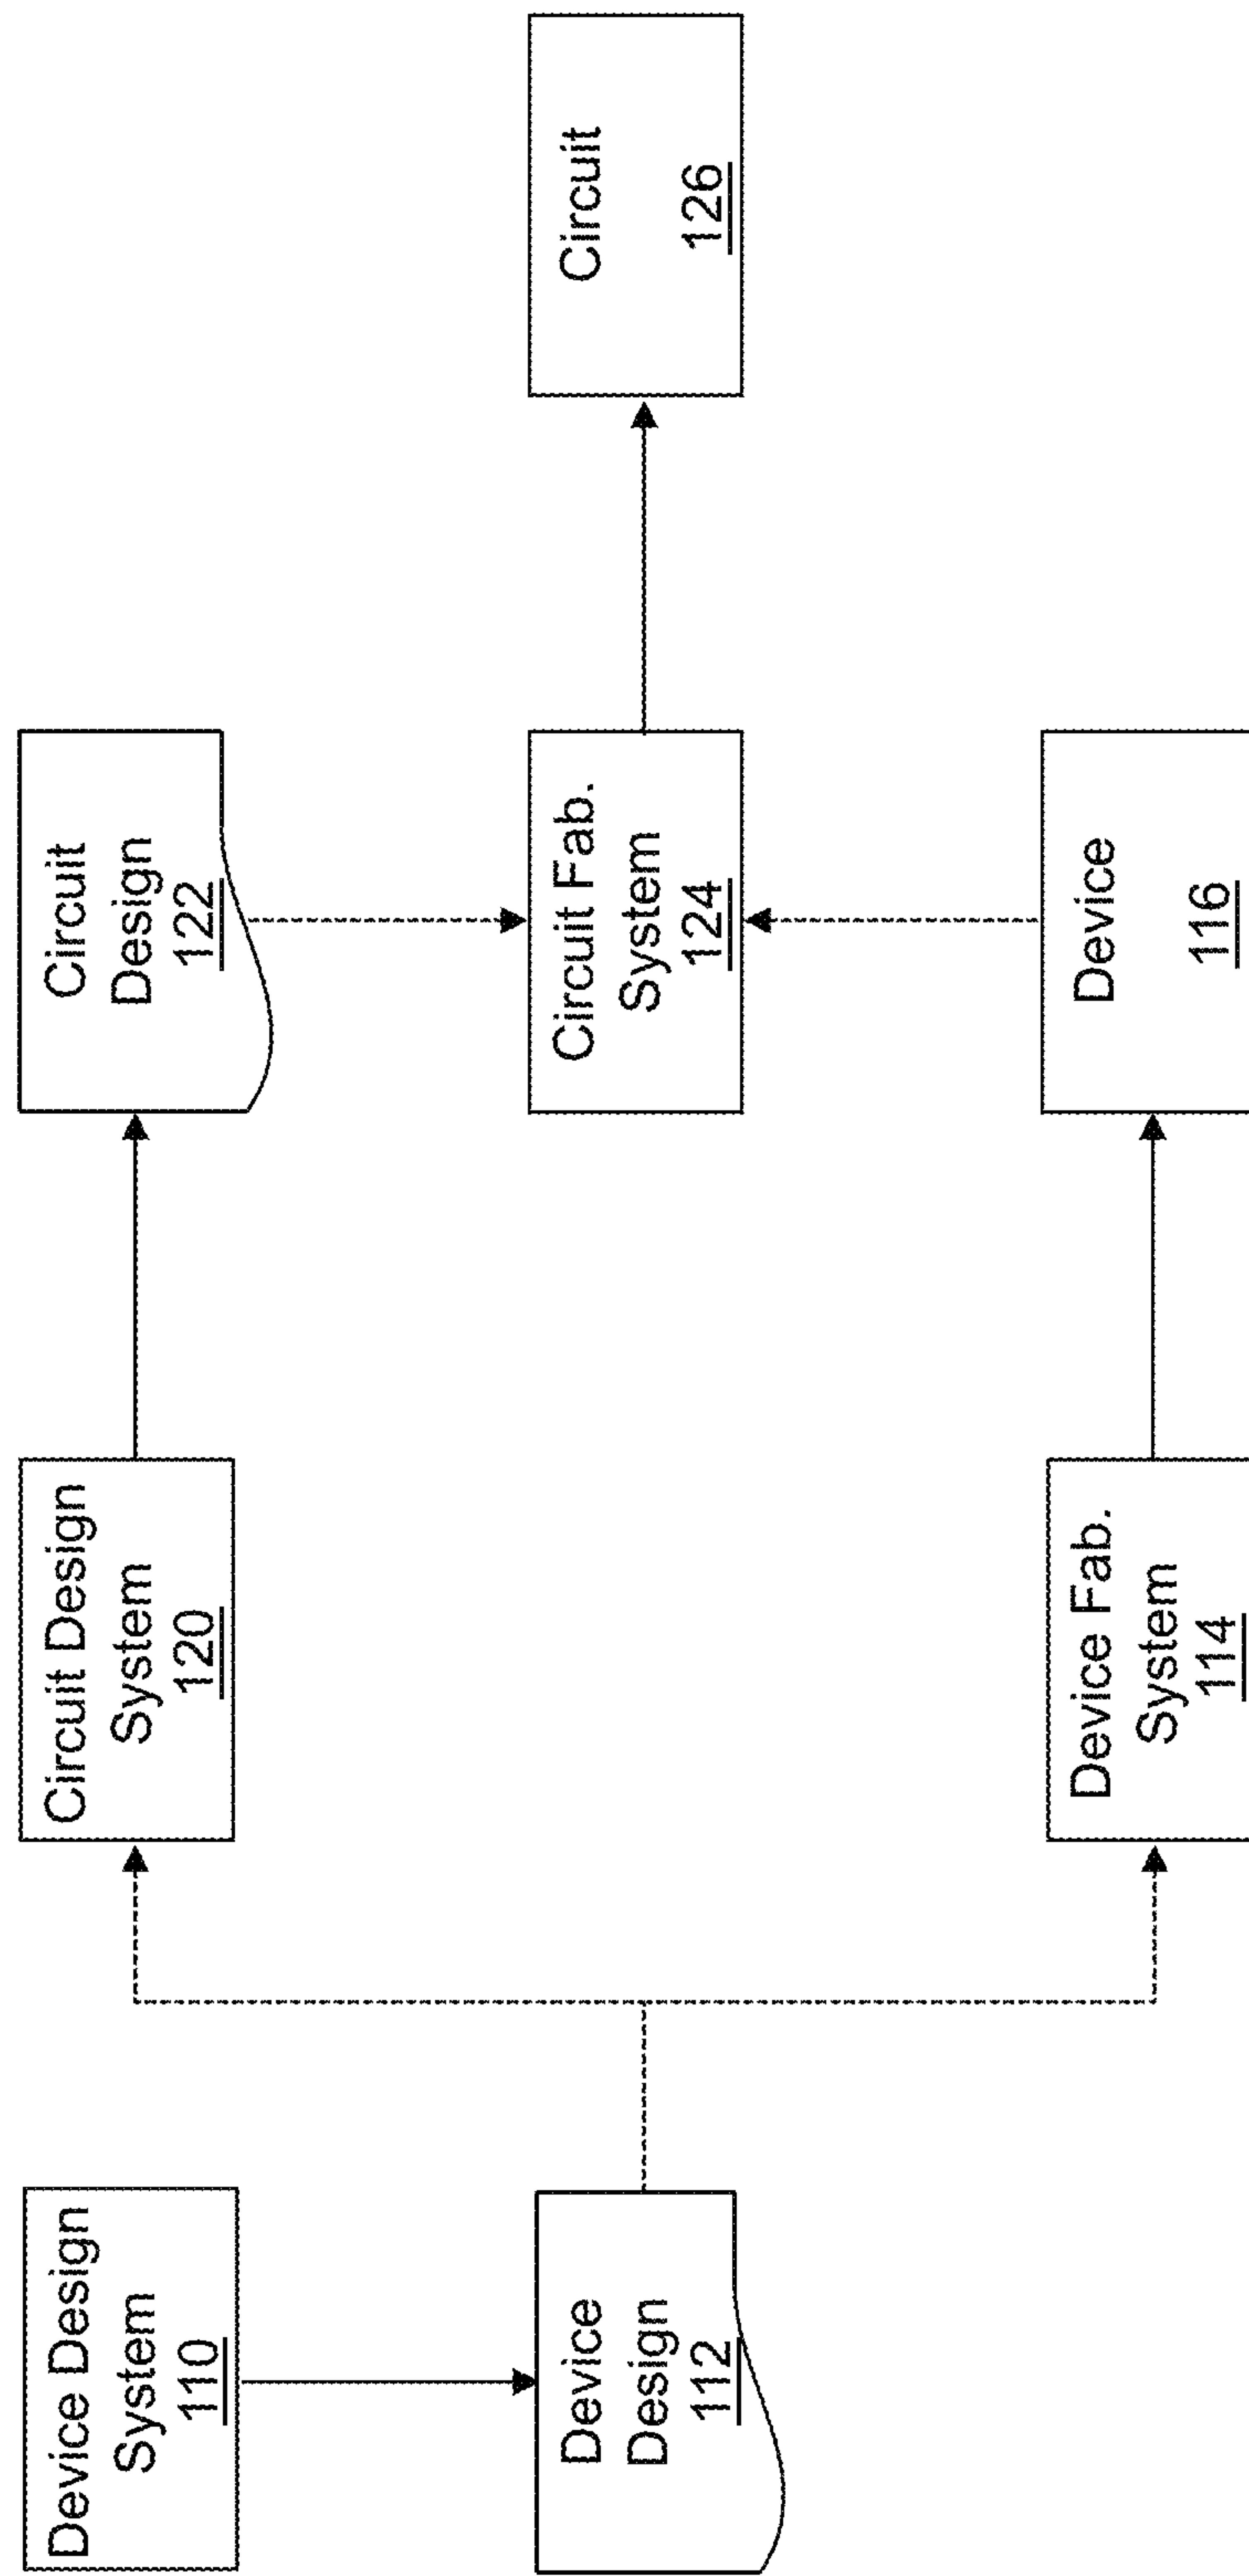 Device Design
System
110
Device
Design
112
Circuit Design
System
120
Device Fab.
System
114
Circuit
Design
122
Circuit Fab.
System
124
Device
116
Circuit
126